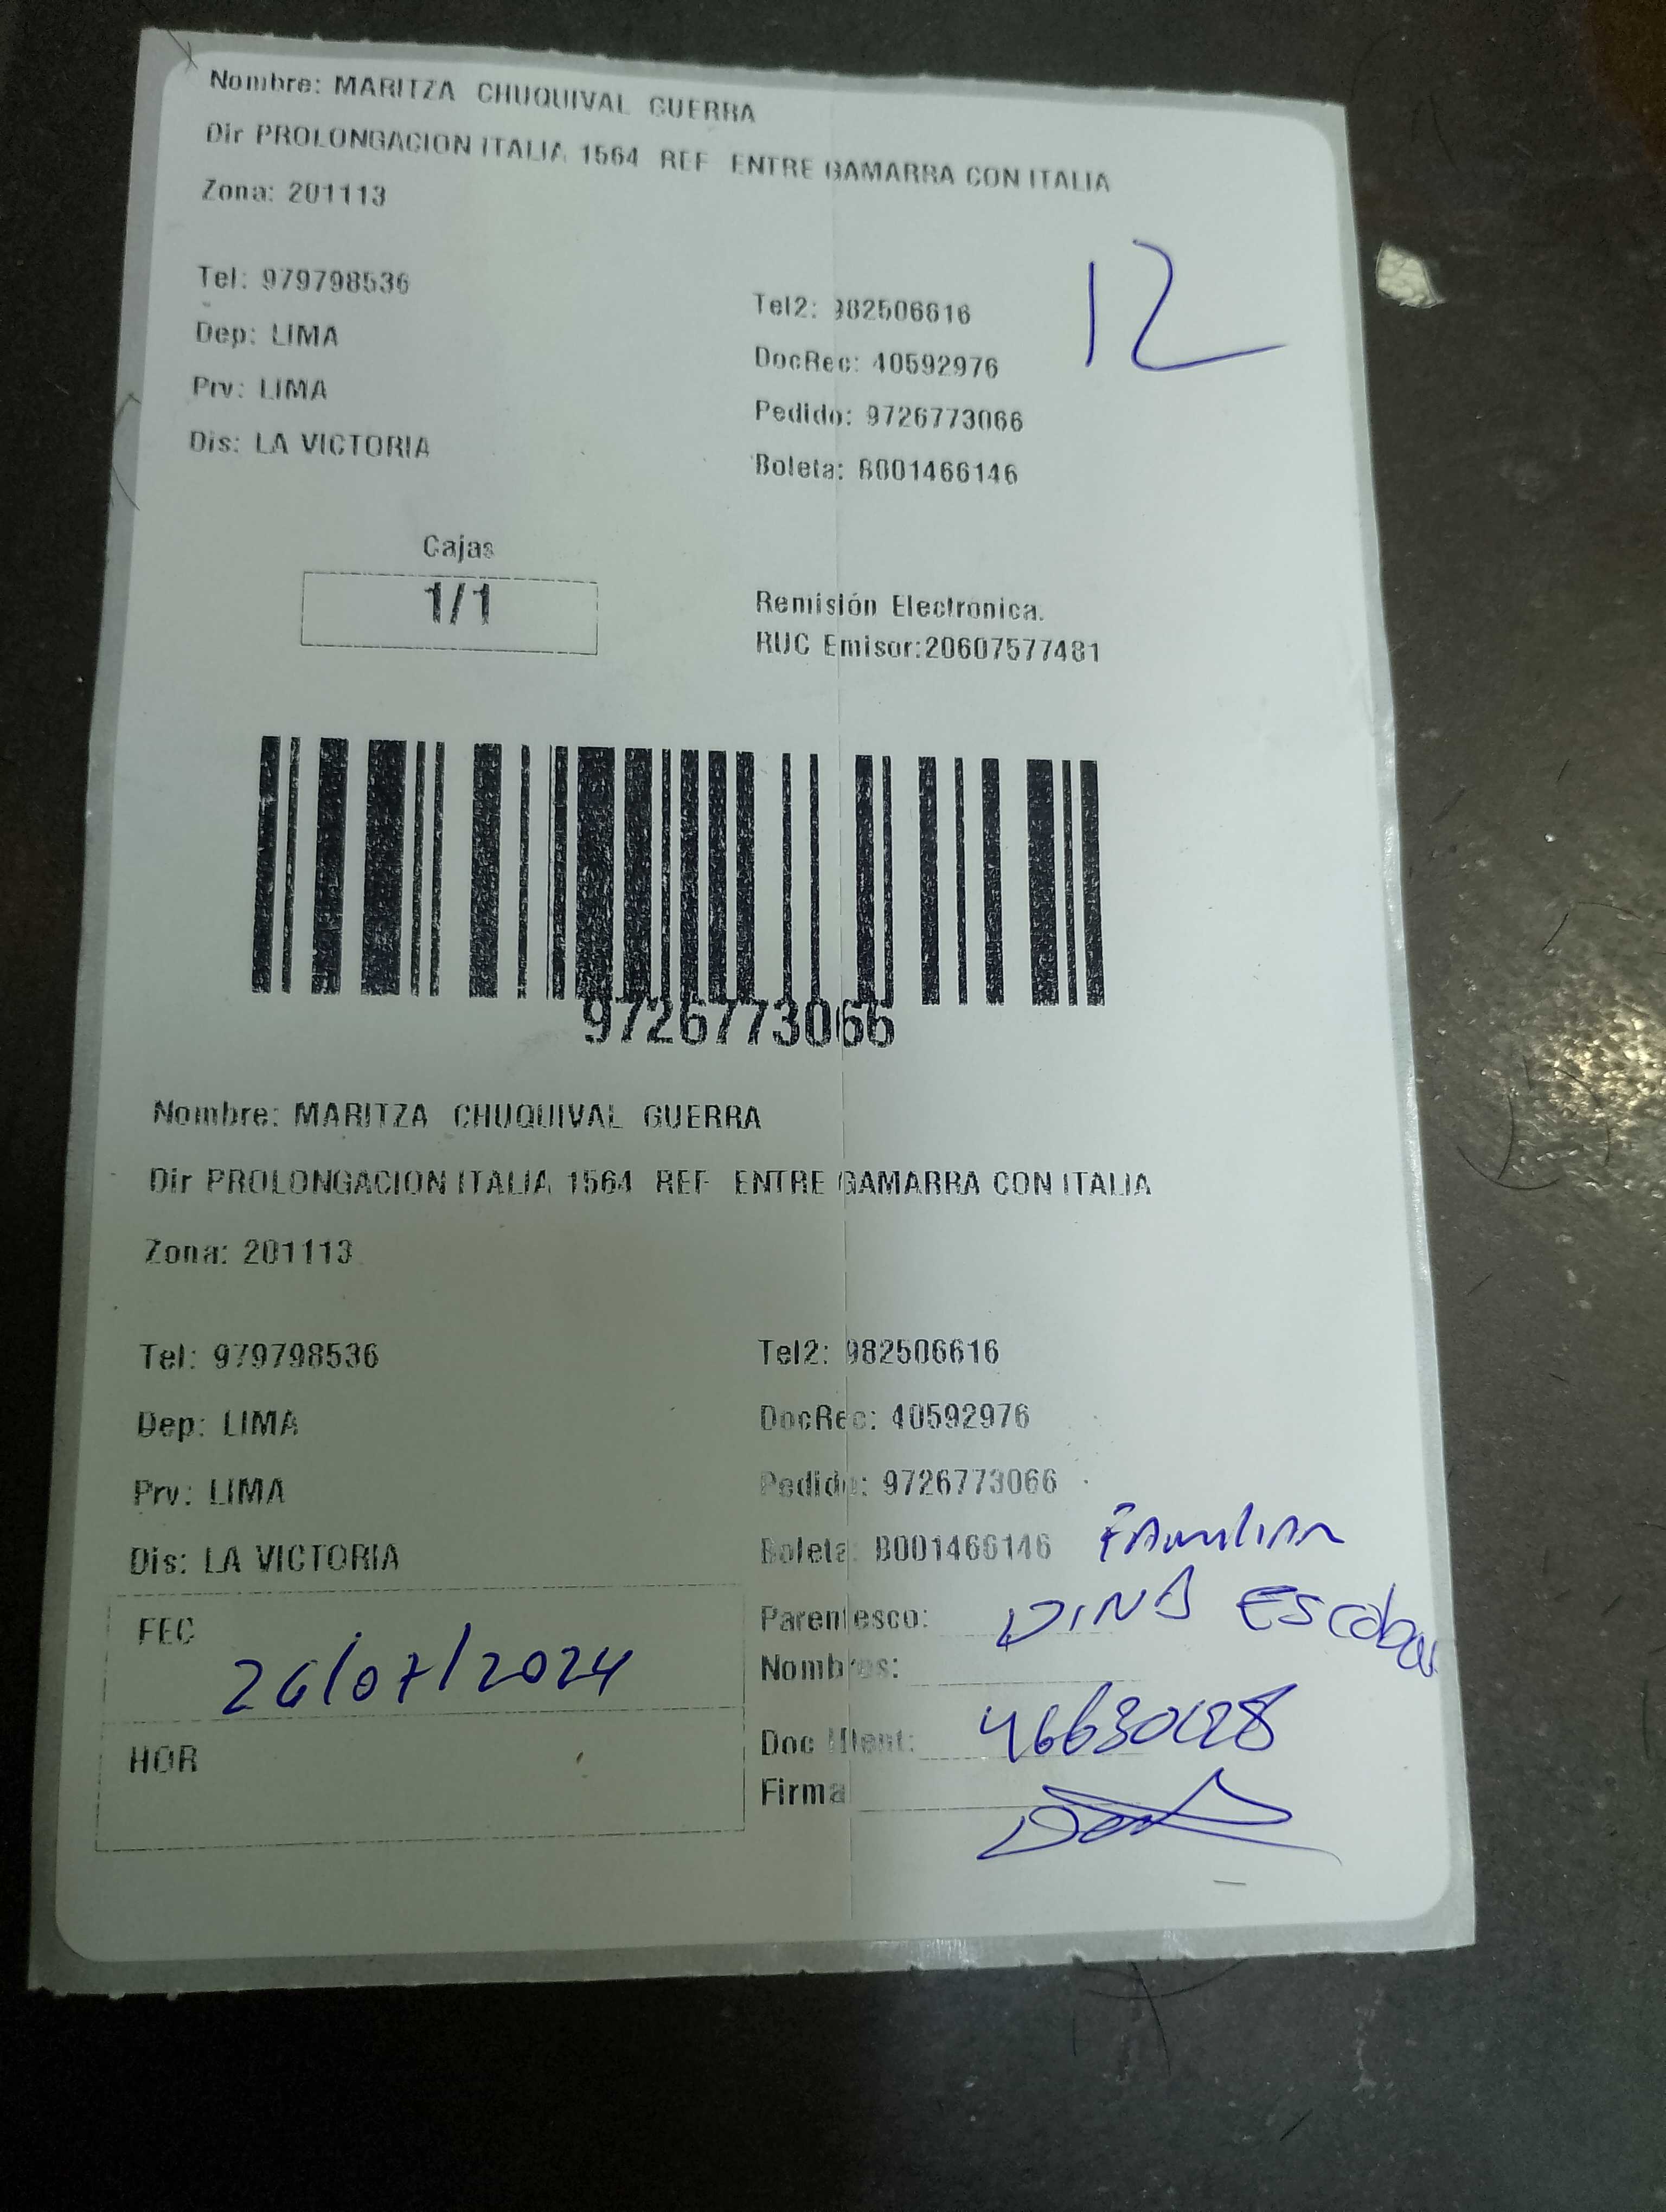 Nombre: MARITZA CHUQUIVAL GUERRA
Dir PROLONGACION ITALIA 1564 REF ENTRE GAMARRA CON ITALIA
Zona: 201113
12
Tel: 979798536 Tel2: 982506616
Dep: LIMA DocRec: 40592976
Prv: LIMA Pedido: 9726773066
Dis: LA VICTORIA Boleta: B001466146
Cajas
1/1
Remisión Electronica.
RUC Emisor:20607577481
9726773066
Nombre: MARITZA CHUQUIVAL GUERRA
Dir PROLONGACION ITALIA 1564 REF ENTRE GAMARRA CON ITALIA
Zona: 201113
Tel: 979798536 Tel2: 982506616
Dep: LIMA DocRec: 40592976
Prv: LIMA Pedido: 9726773066
Dis: LA VICTORIA Boleta: B001466146 Familiar
FEC 26/07/2024
HOR
Parentesco: DINA Escobar
Nombres:
Doc Ident:
Firma